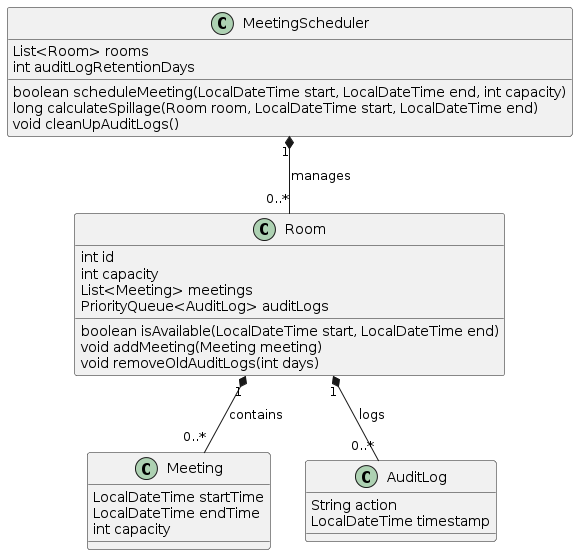 C MeetingScheduler
List<Room> rooms
int auditLogRetentionDays
boolean scheduleMeeting(LocalDateTime start, LocalDateTime end, int capacity)
long calculateSpillage(Room room, LocalDateTime start, LocalDateTime end)
void cleanUpAuditLogs()
1
manages
0..*
C Room
int id
int capacity
List<Meeting> meetings
PriorityQueue<AuditLog> auditLogs
boolean isAvailable(LocalDateTime start, LocalDateTime end)
void addMeeting(Meeting meeting)
void removeOldAuditLogs(int days)
1
contains
0..*
1
logs
0..*
C Meeting
LocalDateTime startTime
LocalDateTime endTime
int capacity
C AuditLog
String action
LocalDateTime timestamp